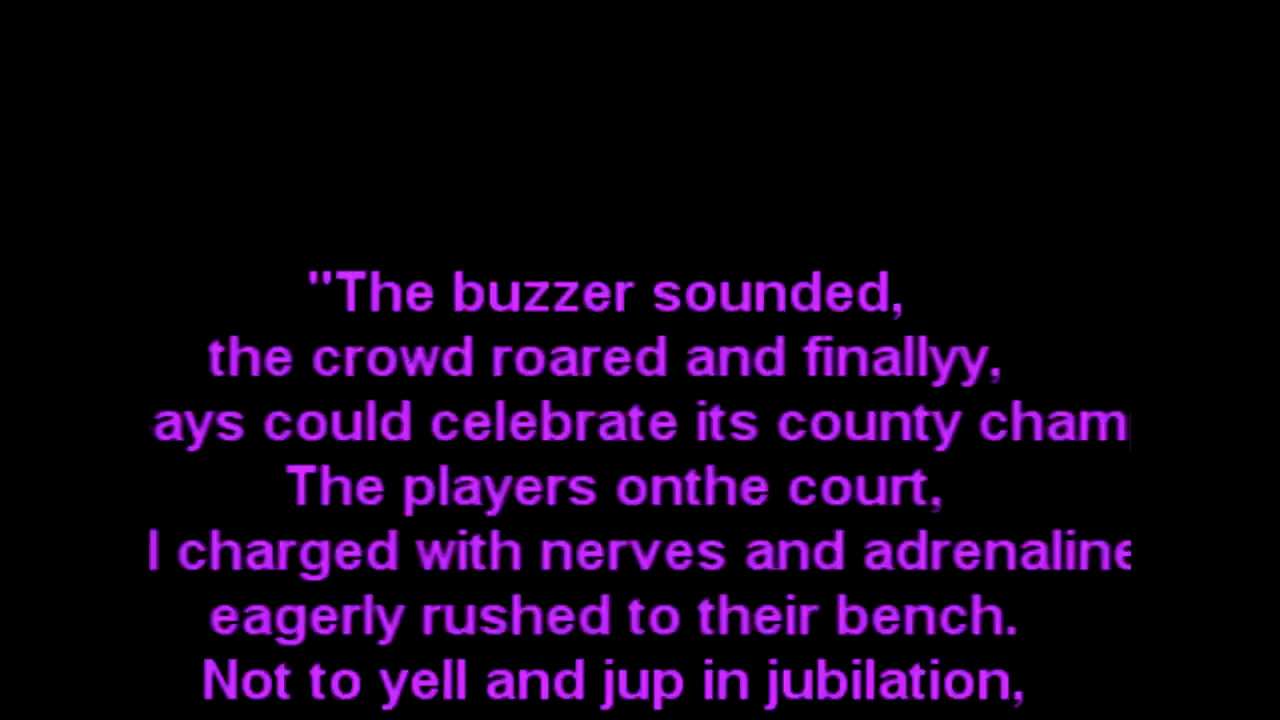 "The buzzer sounded,
the crowd roared and finallyy,
ays could celebrate its county cham
The players onthe court,
l charged with nerves and adrenaline
eagerly rushed to their bench.
Not to yell and jup in jubilation,